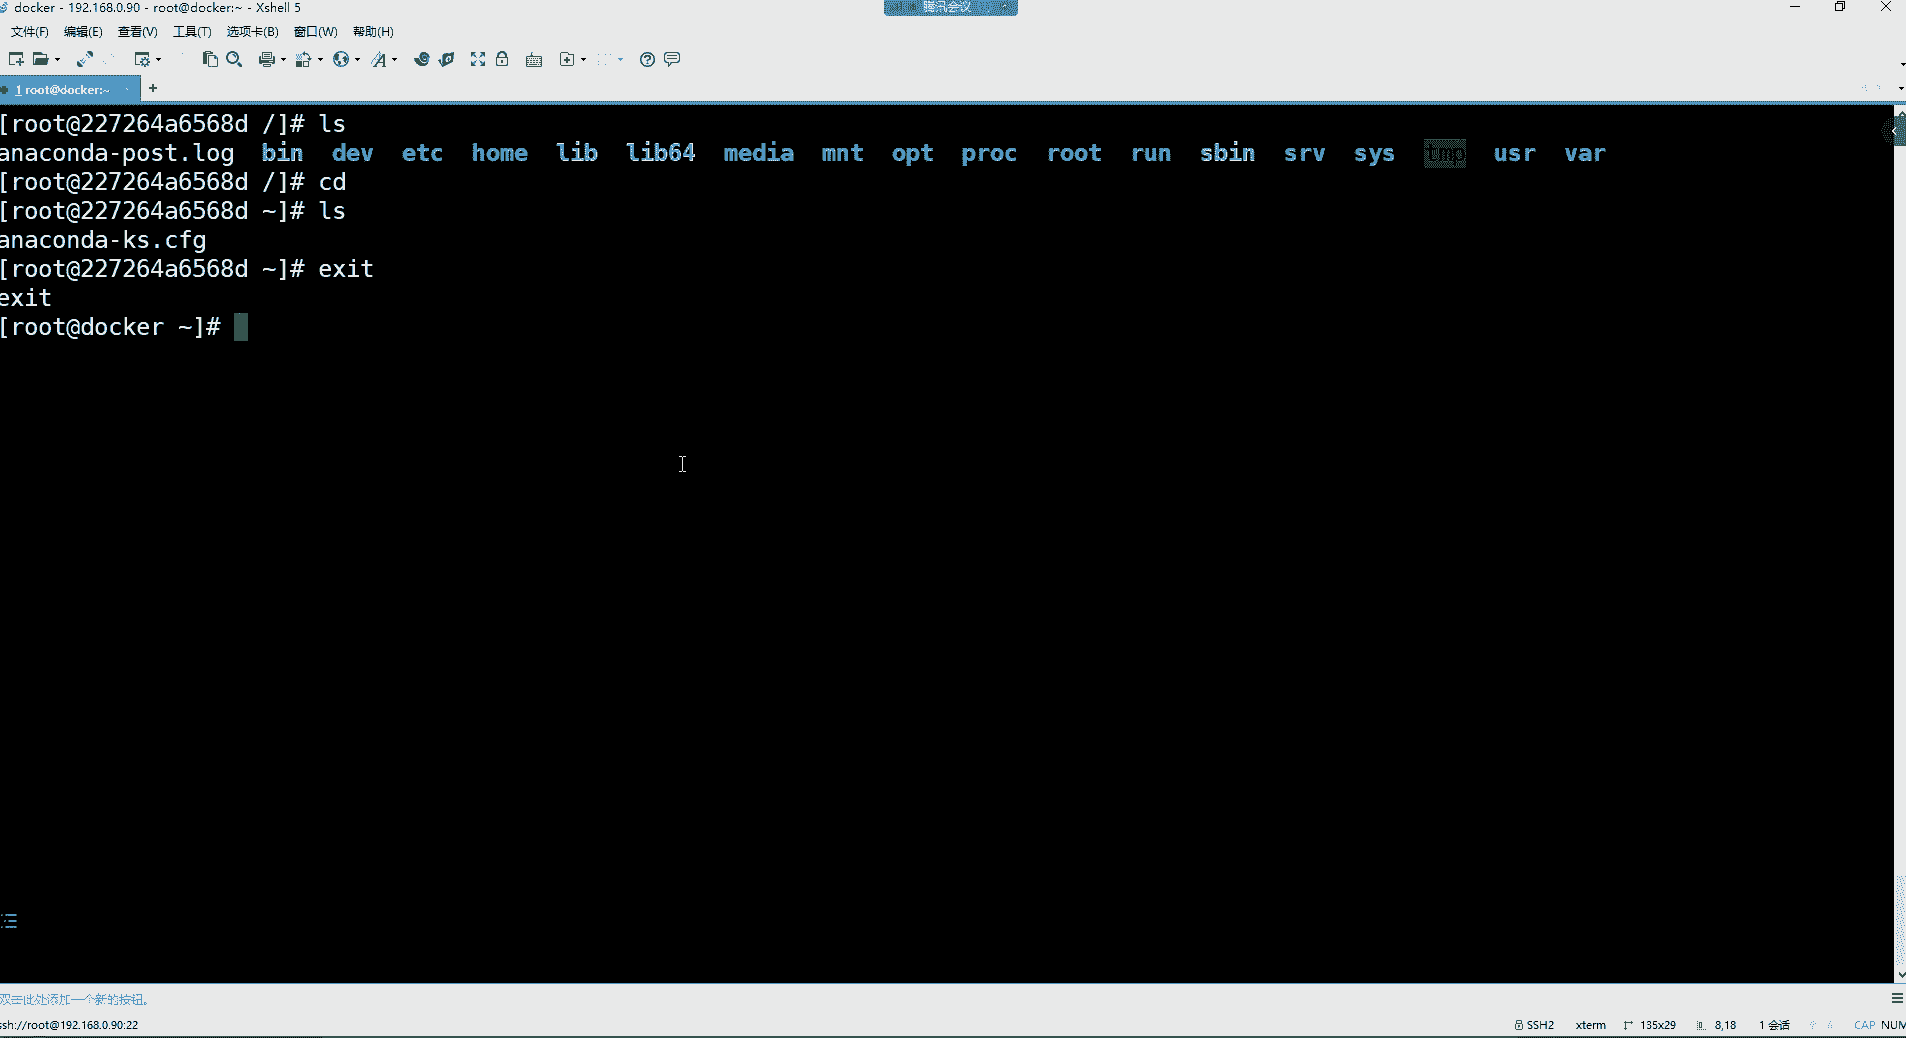 docker - 192.168.0.90 - root@docker:~ - Xshell 5
腾讯会议
文件(F) 编辑(E) 查看(V) 工具(T) 选项卡(B) 窗口(W) 帮助(H)
1 root@docker:~
[root@227264a6568d /]# ls
anaconda-post.log bin dev etc home lib lib64 media mnt opt proc root run sbin srv sys tmp usr var
[root@227264a6568d /]# cd
[root@227264a6568d ~]# ls
anaconda-ks.cfg
[root@227264a6568d ~]# exit
exit
[root@docker ~]#
双击此处添加一个新的按钮。
ssh://root@192.168.0.90:22 SSH2 xterm 135x29 8,18 1 会话 CAP NUM